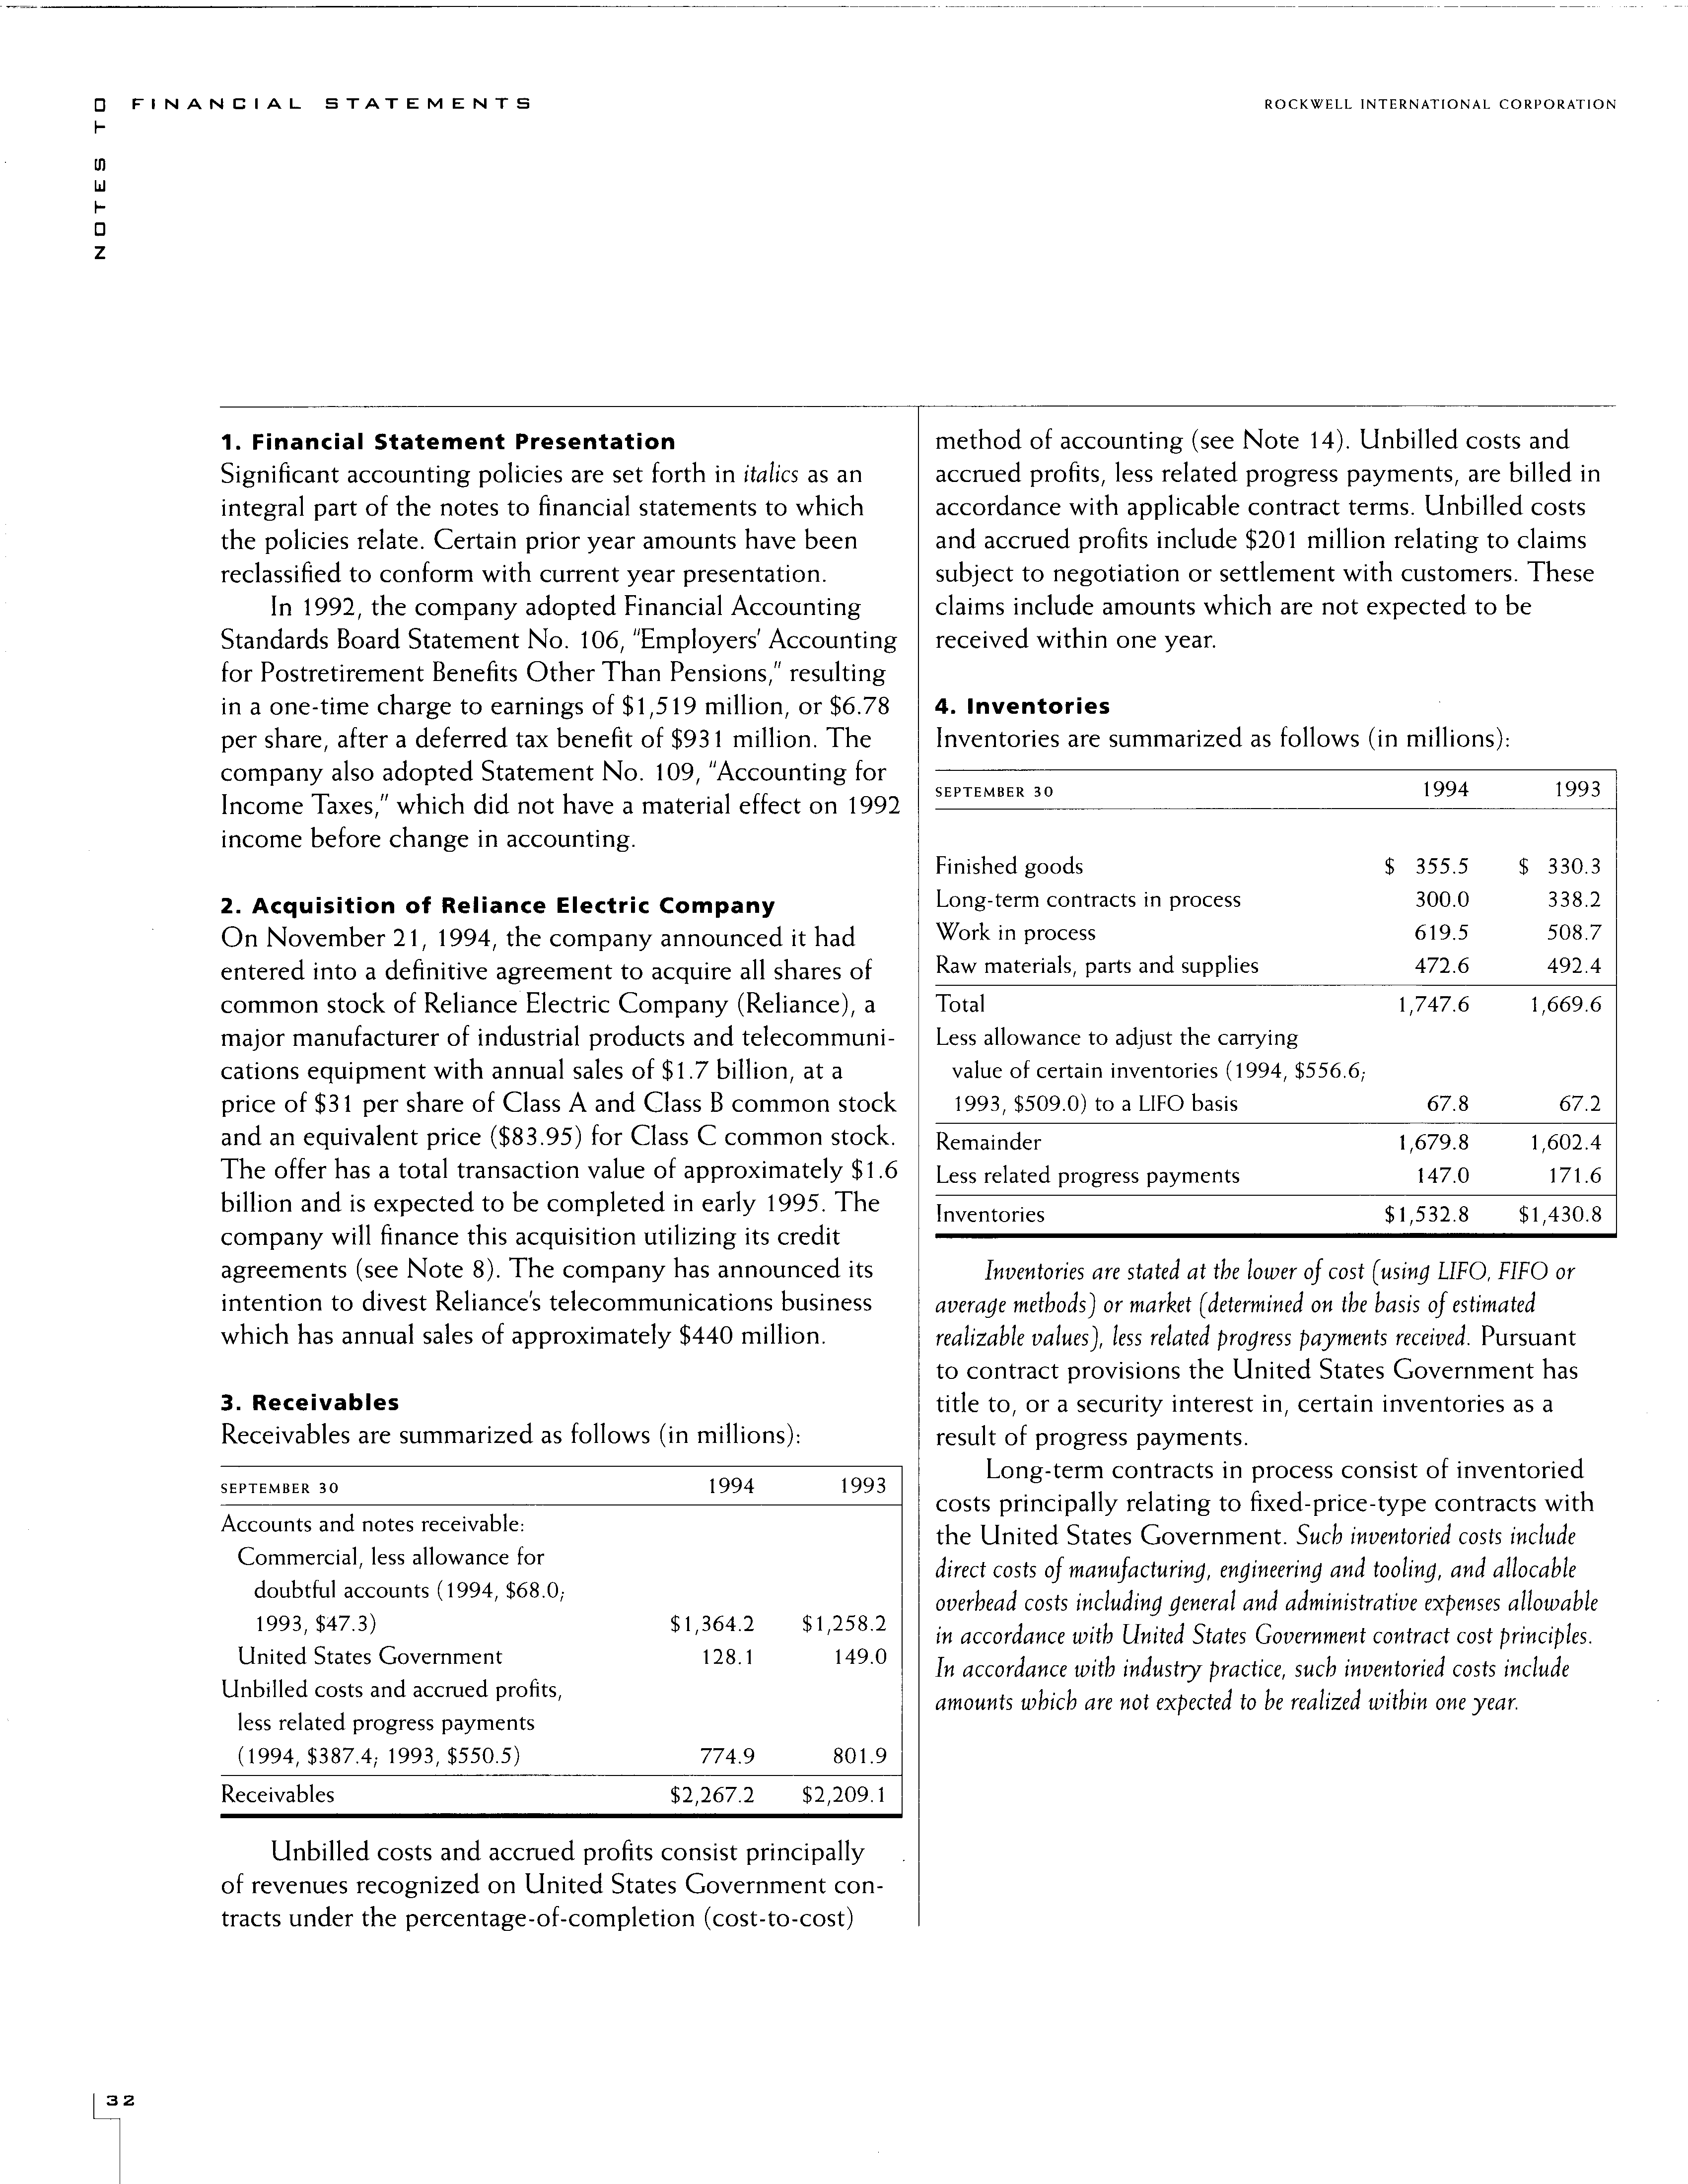 NOTES TO
FINANCIAL STATEMENTS
ROCKWELL INTERNATIONAL CORPORATION
1. Financial Statement Presentation
Significant accounting policies are set forth in italics as an
integral part of the notes to financial statements to which
the policies relate. Certain prior year amounts have been
reclassified to conform with current year presentation.
In 1992, the company adopted Financial Accounting
Standards Board Statement No. 106, "Employers' Accounting
for Postretirement Benefits Other Than Pensions," resulting
in a one-time charge to earnings of $1,519 million, or $6.78
per share, after a deferred tax benefit of $931 million. The
company also adopted Statement No. 109, "Accounting for
Income Taxes," which did not have a material effect on 1992
income before change in accounting.
2. Acquisition of Reliance Electric Company
On November 21, 1994, the company announced it had
entered into a definitive agreement to acquire all shares of
common stock of Reliance Electric Company (Reliance), a
major manufacturer of industrial products and telecommuni-
cations equipment with annual sales of $1.7 billion, at a
price of $31 per share of Class A and Class B common stock
and an equivalent price ($83.95) for Class C common stock.
The offer has a total transaction value of approximately $1.6
billion and is expected to be completed in early 1995. The
company will finance this acquisition utilizing its credit
agreements (see Note 8). The company has announced its
intention to divest Reliance's telecommunications business
which has annual sales of approximately $440 million.
3. Receivables
Receivables are summarized as follows (in millions):
SEPTEMBER 30 1994 1993
Accounts and notes receivable:
Commercial, less allowance for
doubtful accounts (1994, $68.0;
1993, $47.3) $1,364.2 $1,258.2
United States Government 128.1 149.0
Unbilled costs and accrued profits,
less related progress payments
(1994, $387.4; 1993, $550.5) 774.9 801.9
Receivables $2,267.2 $2,209.1
Unbilled costs and accrued profits consist principally
of revenues recognized on United States Government con-
tracts under the percentage-of-completion (cost-to-cost)
method of accounting (see Note 14). Unbilled costs and
accrued profits, less related progress payments, are billed in
accordance with applicable contract terms. Unbilled costs
and accrued profits include $201 million relating to claims
subject to negotiation or settlement with customers. These
claims include amounts which are not expected to be
received within one year.
4. Inventories
Inventories are summarized as follows (in millions):
SEPTEMBER 30 1994 1993
Finished goods $ 355.5 $ 330.3
Long-term contracts in process 300.0 338.2
Work in process 619.5 508.7
Raw materials, parts and supplies 472.6 492.4
Total 1,747.6 1,669.6
Less allowance to adjust the carrying
value of certain inventories (1994, $556.6;
1993, $509.0) to a LIFO basis 67.8 67.2
Remainder 1,679.8 1,602.4
Less related progress payments 147.0 171.6
Inventories $1,532.8 $1,430.8
Inventories are stated at the lower of cost (using LIFO, FIFO or
average methods) or market (determined on the basis of estimated
realizable values), less related progress payments received. Pursuant
to contract provisions the United States Government has
title to, or a security interest in, certain inventories as a
result of progress payments.
Long-term contracts in process consist of inventoried
costs principally relating to fixed-price-type contracts with
the United States Government. Such inventoried costs include
direct costs of manufacturing, engineering and tooling, and allocable
overhead costs including general and administrative expenses allowable
in accordance with United States Government contract cost principles.
In accordance with industry practice, such inventoried costs include
amounts which are not expected to be realized within one year.
32